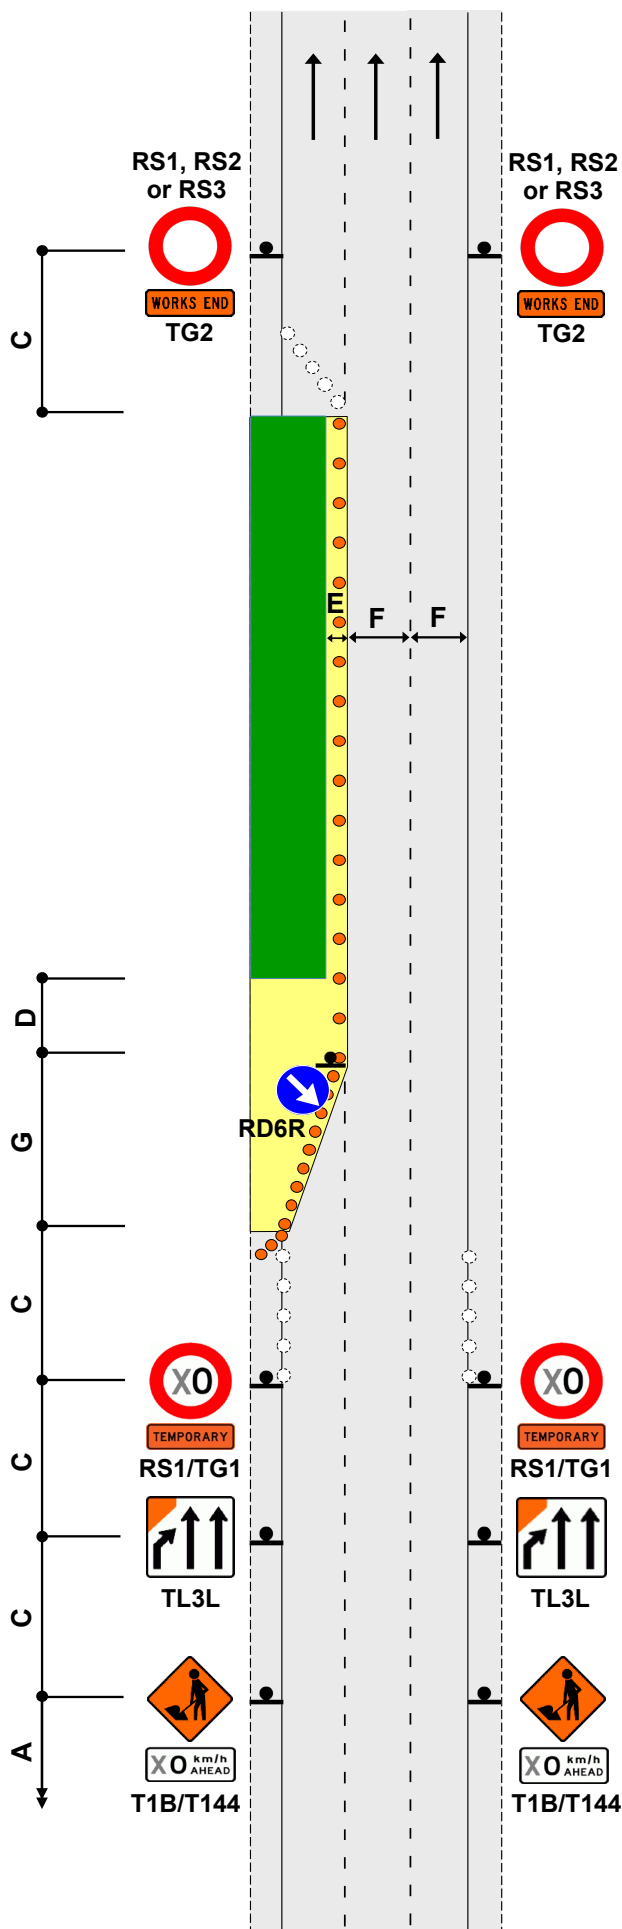 RS1, RS2
or RS3
WORKS END
TG2
RS1, RS2
or RS3
WORKS END
TG2
C
E
F
F
D
G
RD6R
C
X0
TEMPORARY
RS1/TG1
X0
TEMPORARY
RS1/TG1
C
TL3L
TL3L
C
X0 km/h
AHEAD
T1B/T144
X0 km/h
AHEAD
T1B/T144
A